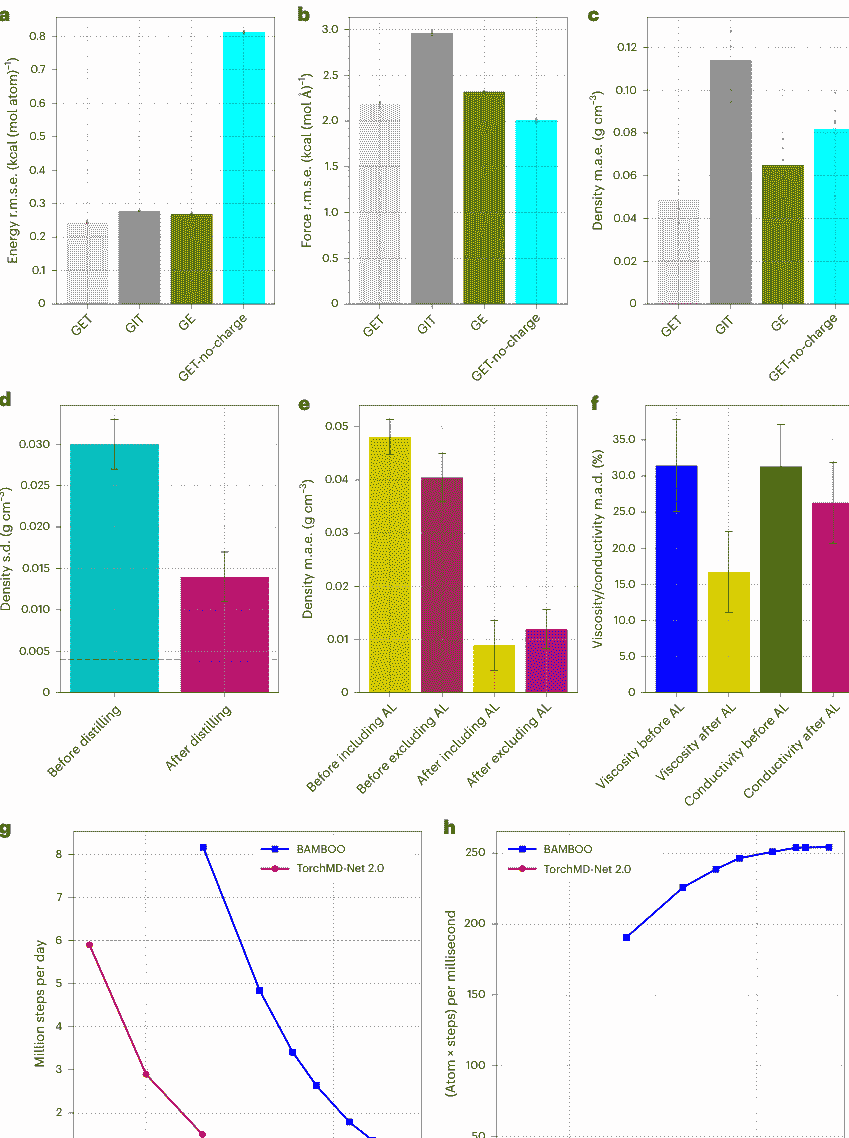 a
b
c
Energy r.m.s.e. (kcal (mol atom)⁻¹)
0.8
0.7
0.6
0.5
0.4
0.3
0.2
0.1
0
GET
GIT
GE
GET-no-charge
Force r.m.s.e. (kcal (mol Å)⁻¹)
3.0
2.5
2.0
1.5
1.0
0.5
0
GET
GIT
GE
GET-no-charge
Density m.a.e. (g cm⁻³)
0.12
0.10
0.08
0.06
0.04
0.02
0
GET
GIT
GE
GET-no-charge
d
e
f
Density s.d. (g cm⁻³)
0.030
0.025
0.020
0.015
0.010
0.005
0
Before distilling
After distilling
Density m.a.e. (g cm⁻³)
0.05
0.04
0.03
0.02
0.01
0
Before including AL
Before excluding AL
After including AL
After excluding AL
Viscosity/conductivity m.a.d. (%)
35.0
30.0
25.0
20.0
15.0
10.0
5.0
0
Viscosity before AL
Viscosity after AL
Conductivity before AL
Conductivity after AL
g
h
Million steps per day
8
7
6
5
4
3
2
BAMBOO
TorchMD-Net 2.0
(Atom × steps) per millisecond
250
200
150
100
50
BAMBOO
TorchMD-Net 2.0